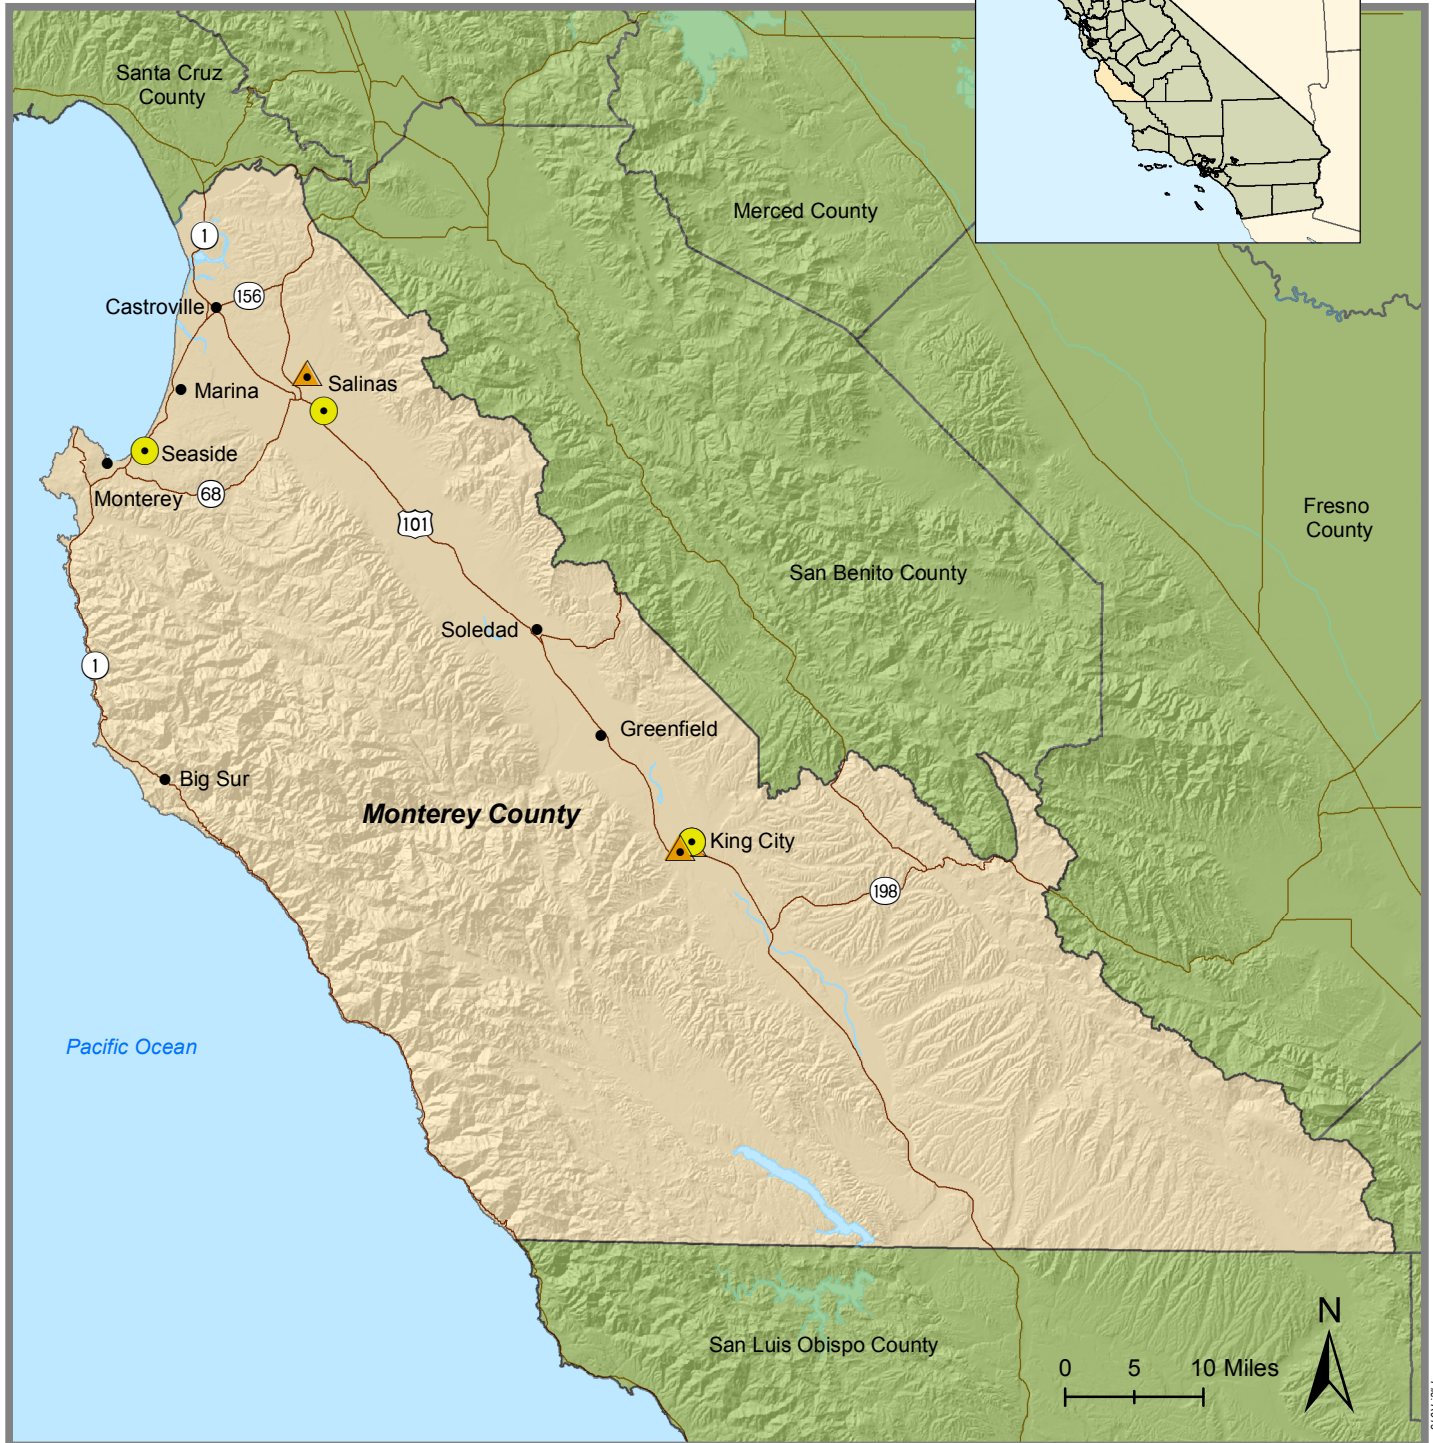 Santa Cruz
County
Merced County
1
156
Castroville
Salinas
Marina
Seaside
Monterey
68
101
Fresno
County
San Benito County
Soledad
1
Greenfield
Big Sur
Monterey County
King City
198
Pacific Ocean
N
San Luis Obispo County
0 5 10 Miles